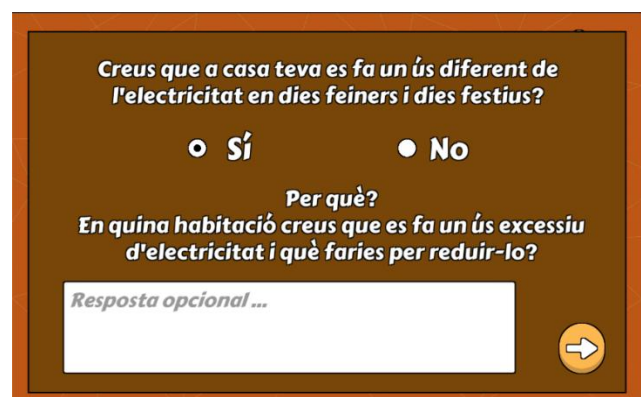 Creus que a casa teva es fa un ús diferent de
l'electricitat en dies feiners i dies festius?
Sí No
Per què?
En quina habitació creus que es fa un ús excessiu
d'electricitat i què faries per reduir-lo?
Resposta opcional ...